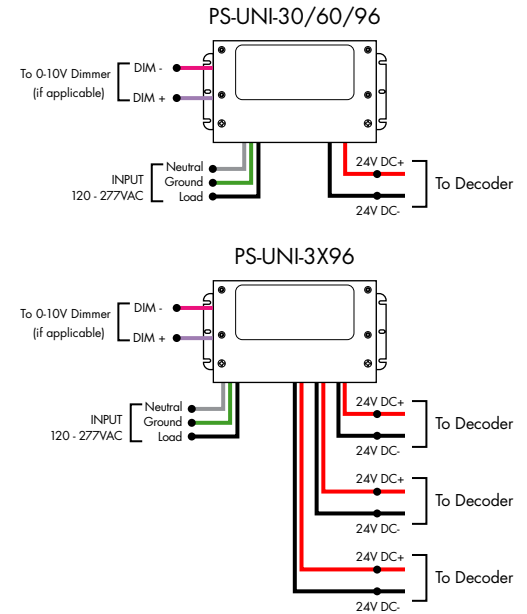 PS-UNI-30/60/96
To 0-10V Dimmer
(if applicable)
DIM -
DIM +
INPUT
120 - 277VAC
Neutral
Ground
Load
24V DC+
24V DC-
To Decoder
PS-UNI-3X96
To 0-10V Dimmer
(if applicable)
DIM -
DIM +
INPUT
120 - 277VAC
Neutral
Ground
Load
24V DC+
24V DC-
To Decoder
24V DC+
24V DC-
To Decoder
24V DC+
24V DC-
To Decoder